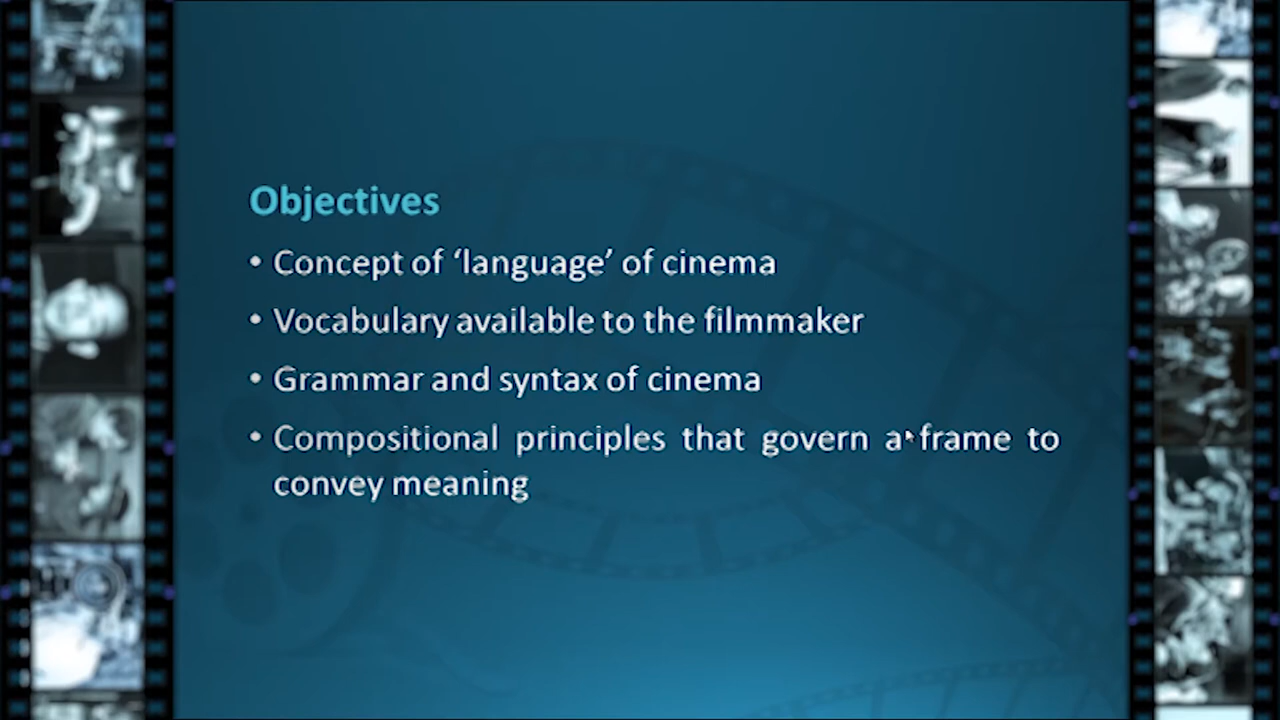 Objectives
• Concept of ‘language’ of cinema
• Vocabulary available to the filmmaker
• Grammar and syntax of cinema
• Compositional principles that govern a frame to
convey meaning